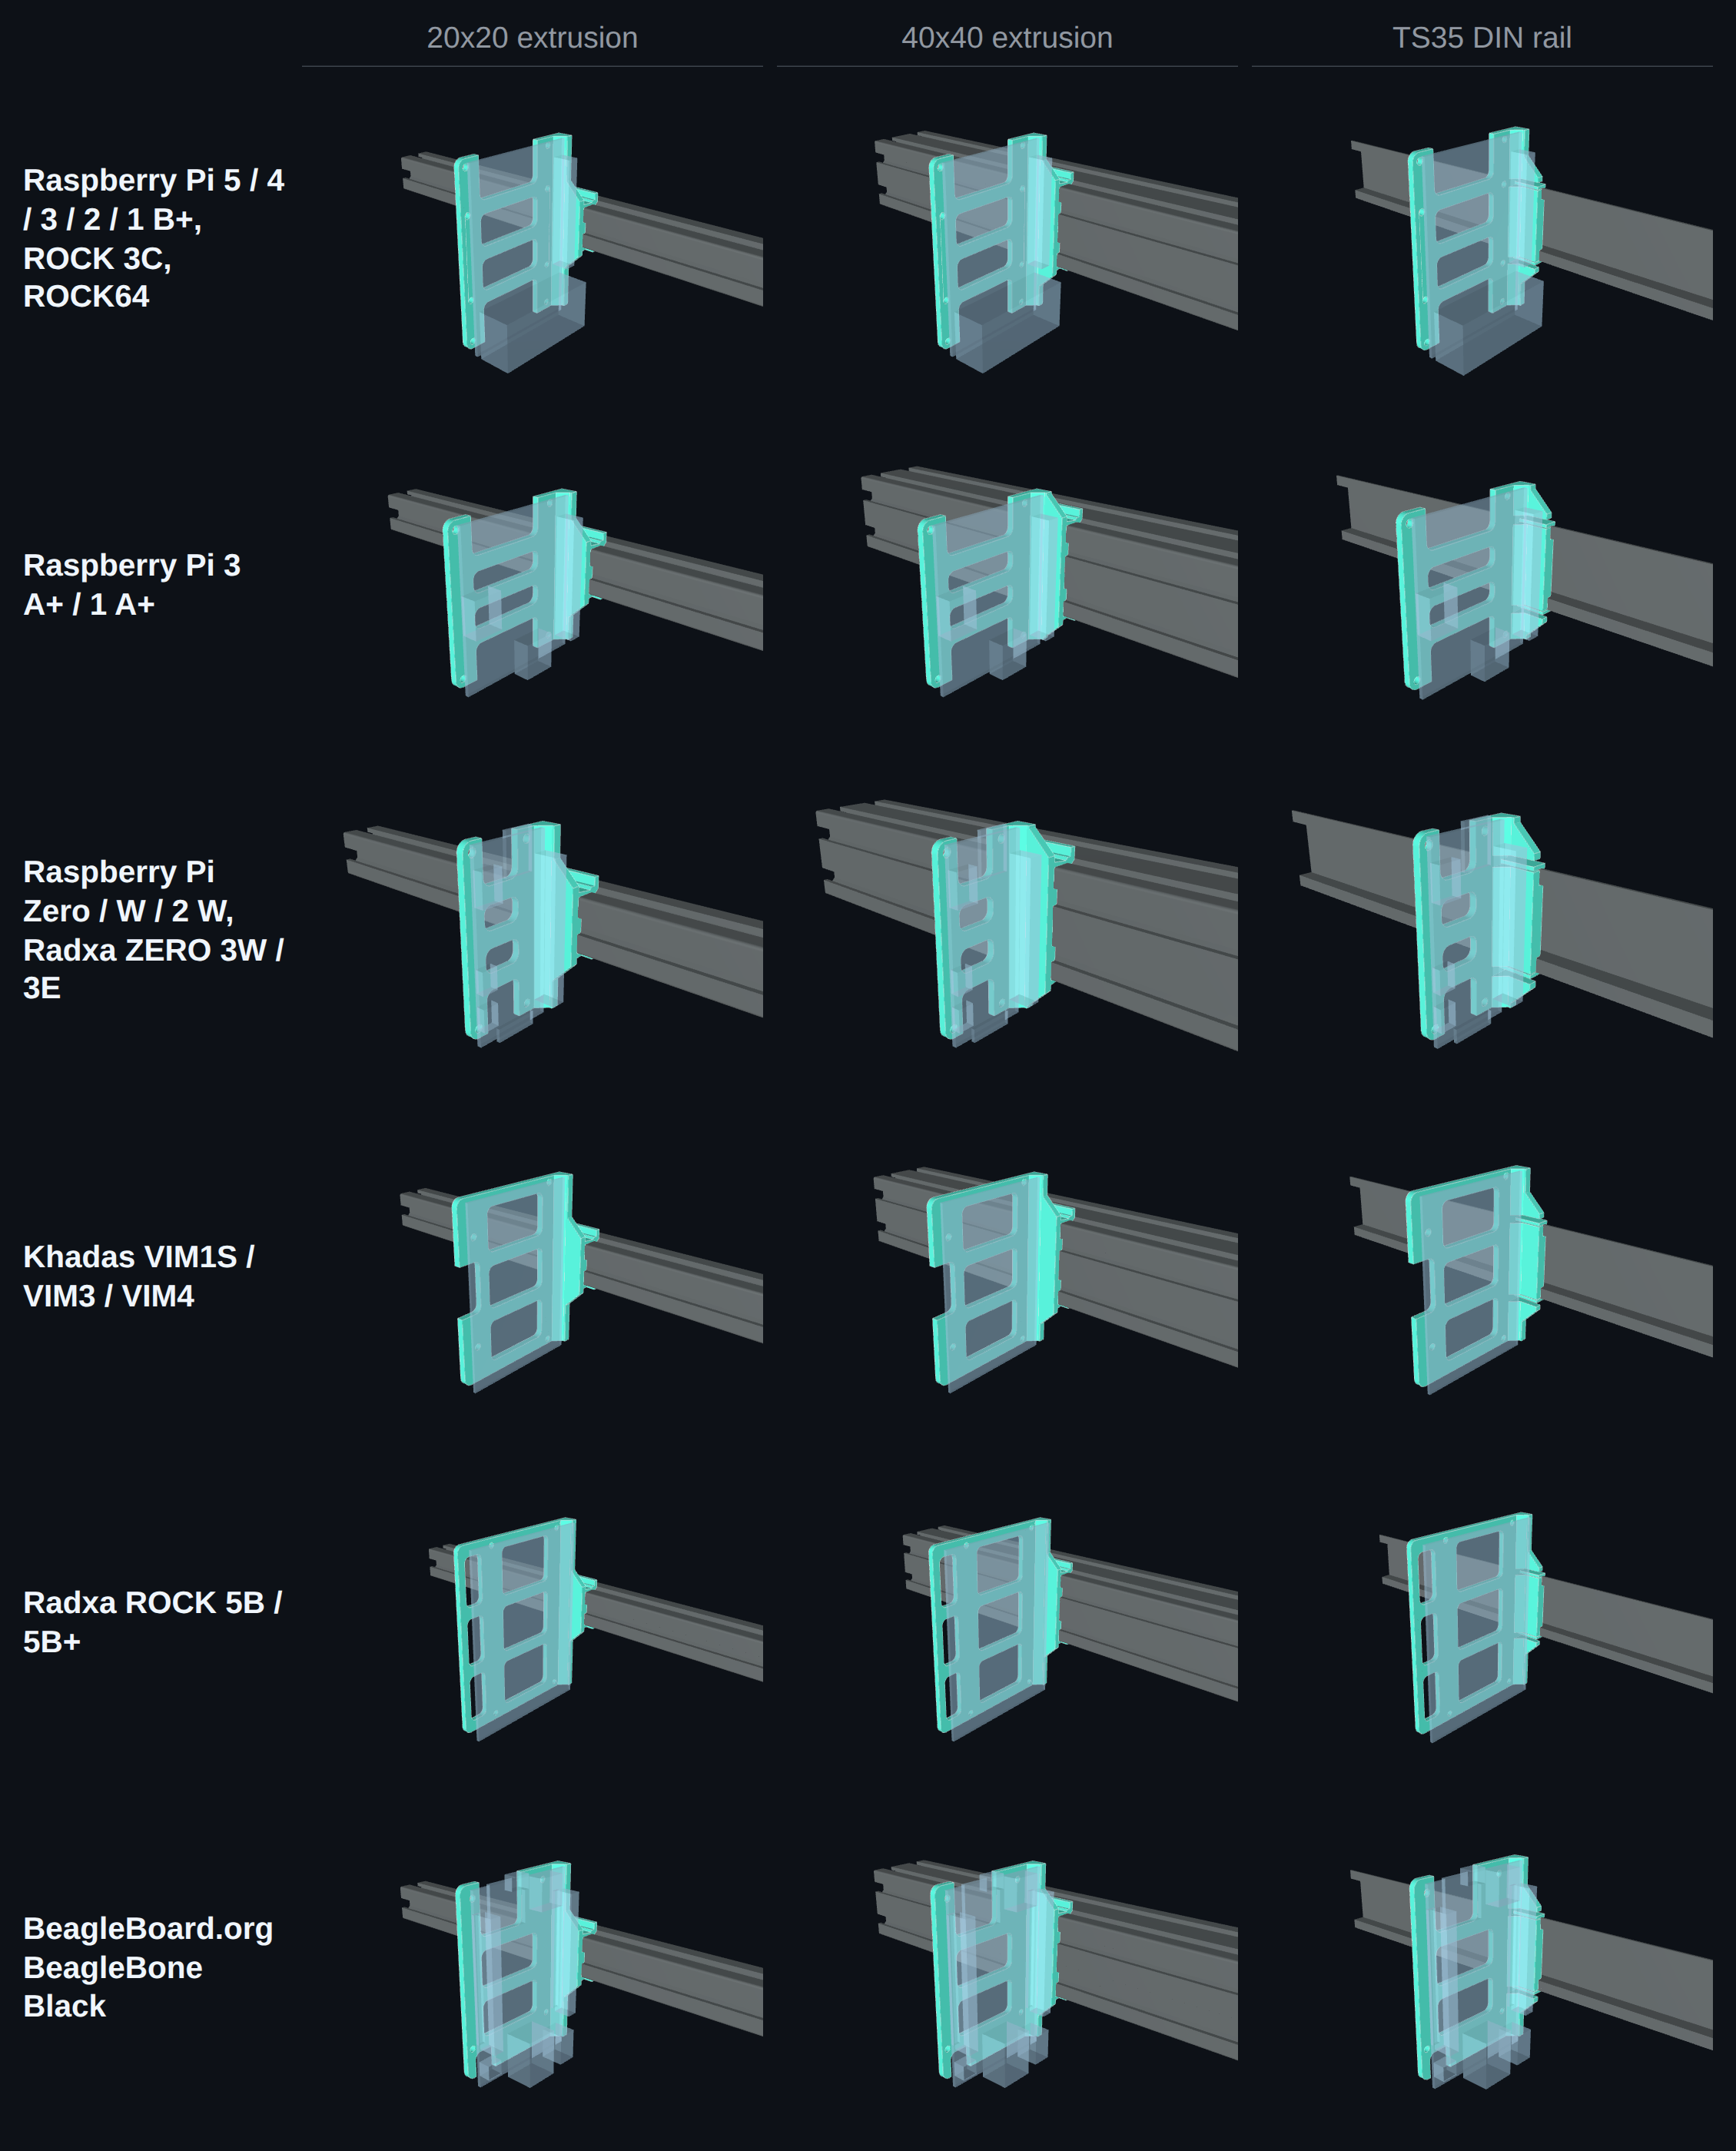 20x20 extrusion
40x40 extrusion
TS35 DIN rail
Raspberry Pi 5 / 4
/ 3 / 2 / 1 B+,
ROCK 3C,
ROCK64
Raspberry Pi 3
A+ / 1 A+
Raspberry Pi
Zero / W / 2 W,
Radxa ZERO 3W /
3E
Khadas VIM1S /
VIM3 / VIM4
Radxa ROCK 5B /
5B+
BeagleBoard.org
BeagleBone
Black